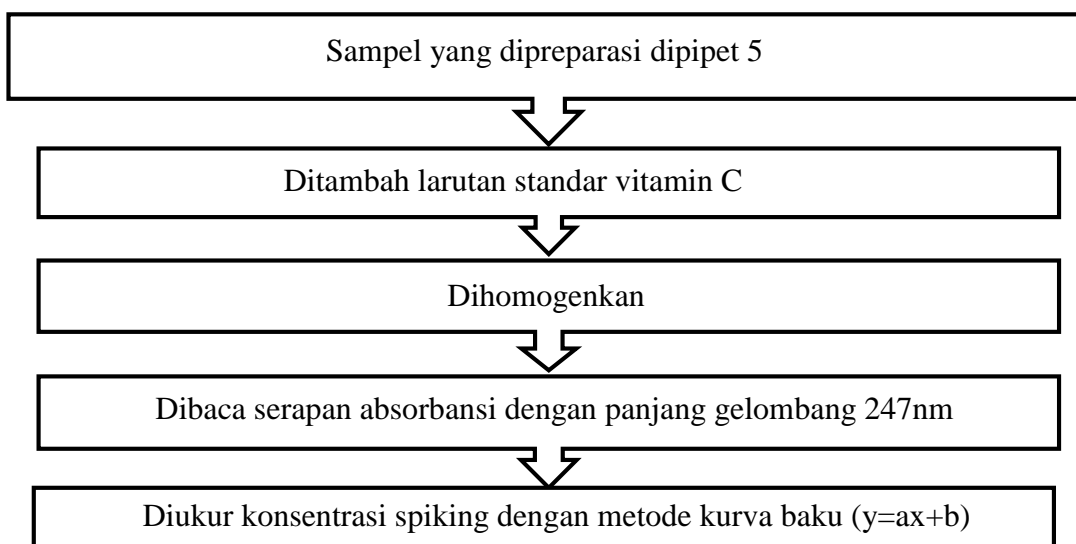 Sampel yang dipreparasi dipipet 5
Ditambah larutan standar vitamin C
Dihomogenkan
Dibaca serapan absorbansi dengan panjang gelombang 247nm
Diukur konsentrasi spiking dengan metode kurva baku (y=ax+b)